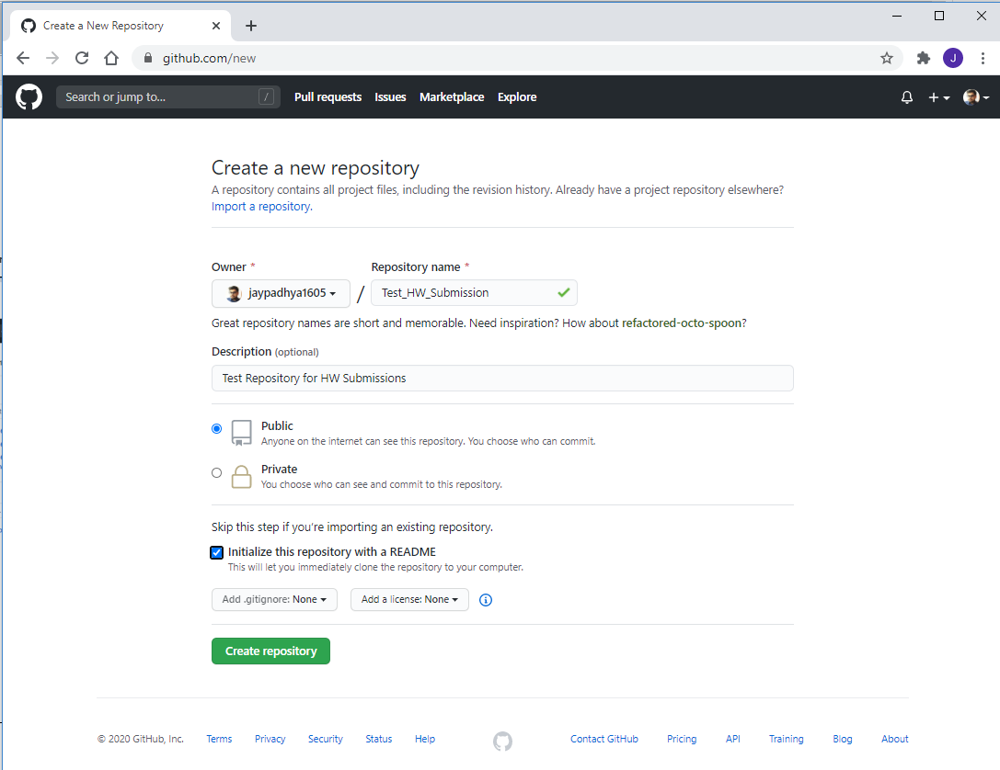 Create a New Repository
github.com/new
Search or jump to... /
Pull requests Issues Marketplace Explore
Create a new repository
A repository contains all project files, including the revision history. Already have a project repository elsewhere?
Import a repository.
Owner * Repository name *
jaypadhya1605 / Test_HW_Submission
Great repository names are short and memorable. Need inspiration? How about refactored-octo-spoon?
Description (optional)
Test Repository for HW Submissions
Public
Anyone on the internet can see this repository. You choose who can commit.
Private
You choose who can see and commit to this repository.
Skip this step if you're importing an existing repository.
Initialize this repository with a README
This will let you immediately clone the repository to your computer.
Add .gitignore: None Add a license: None
Create repository
© 2020 GitHub, Inc. Terms Privacy Security Status Help Contact GitHub Pricing API Training Blog About
J